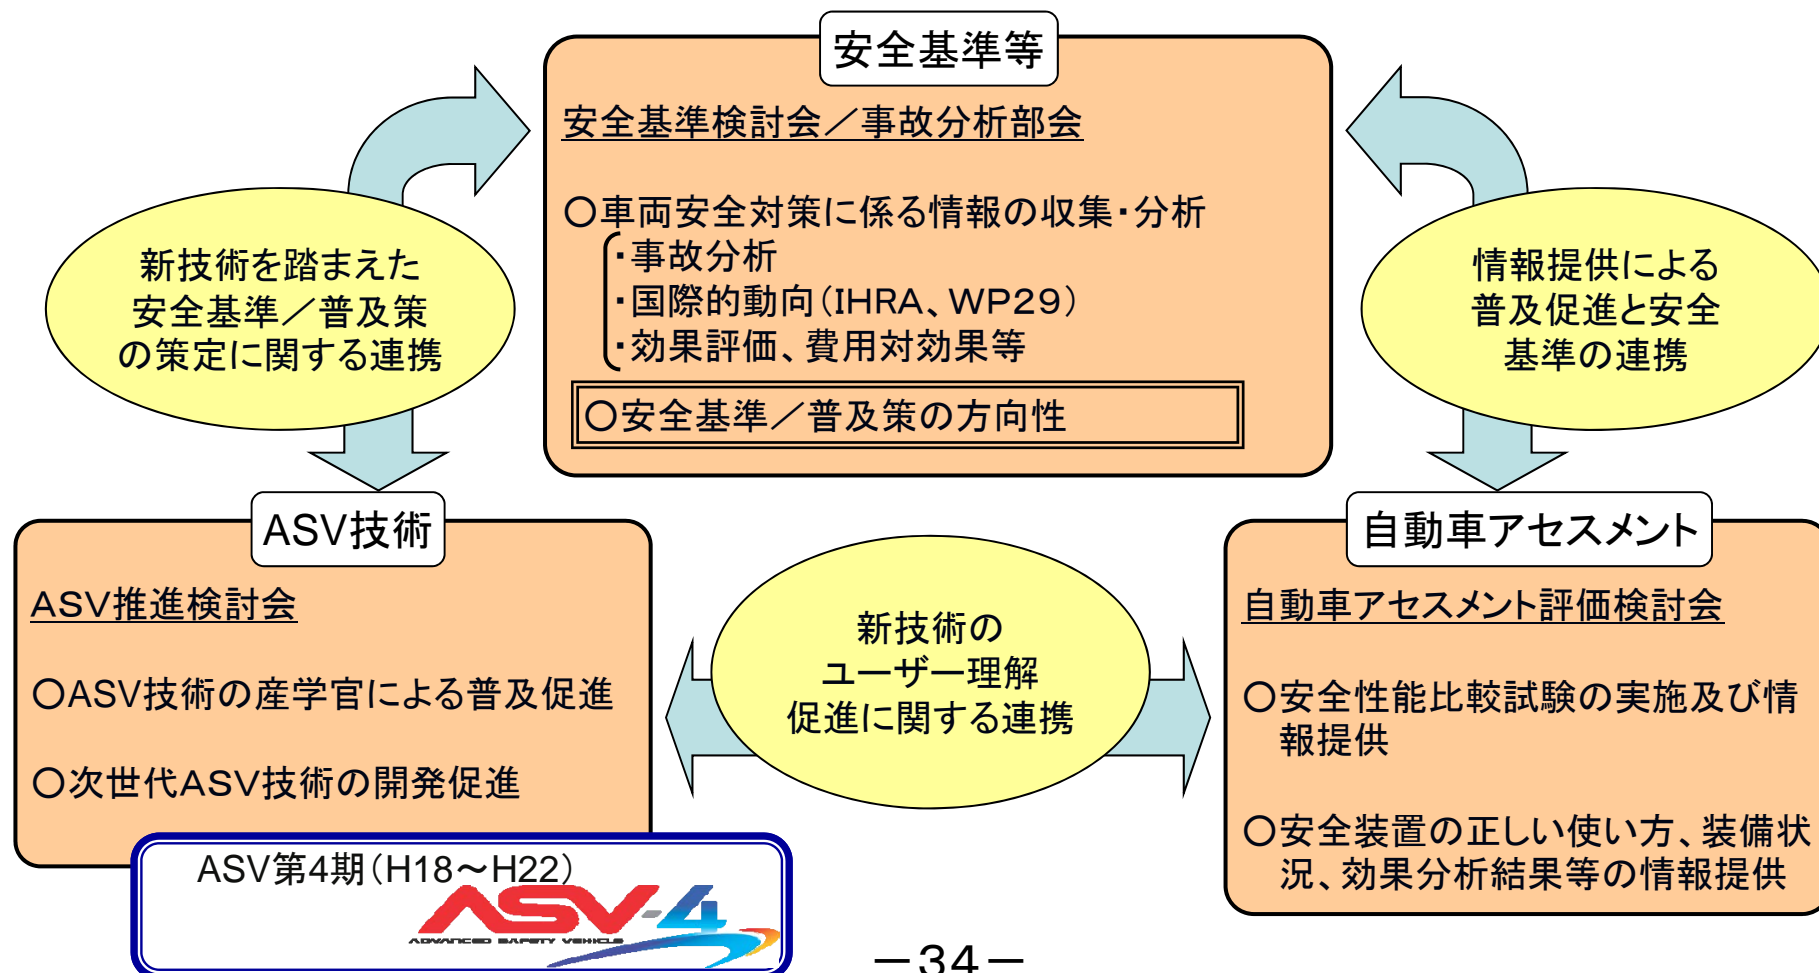 安全基準等
安全基準検討会／事故分析部会
○車両安全対策に係る情報の収集・分析
・事故分析
・国際的動向（IHRA、WP29）
・効果評価、費用対効果等
○安全基準／普及策の方向性
新技術を踏まえた
安全基準／普及策
の策定に関する連携
情報提供による
普及促進と安全
基準の連携
ASV技術
ASV推進検討会
○ASV技術の産学官による普及促進
○次世代ASV技術の開発促進
ASV第4期（H18～H22）
ASV-4
ADVANCED SAFETY VEHICLE
新技術の
ユーザー理解
促進に関する連携
自動車アセスメント
自動車アセスメント評価検討会
○安全性能比較試験の実施及び情
報提供
○安全装置の正しい使い方、装備状
況、効果分析結果等の情報提供
－34－